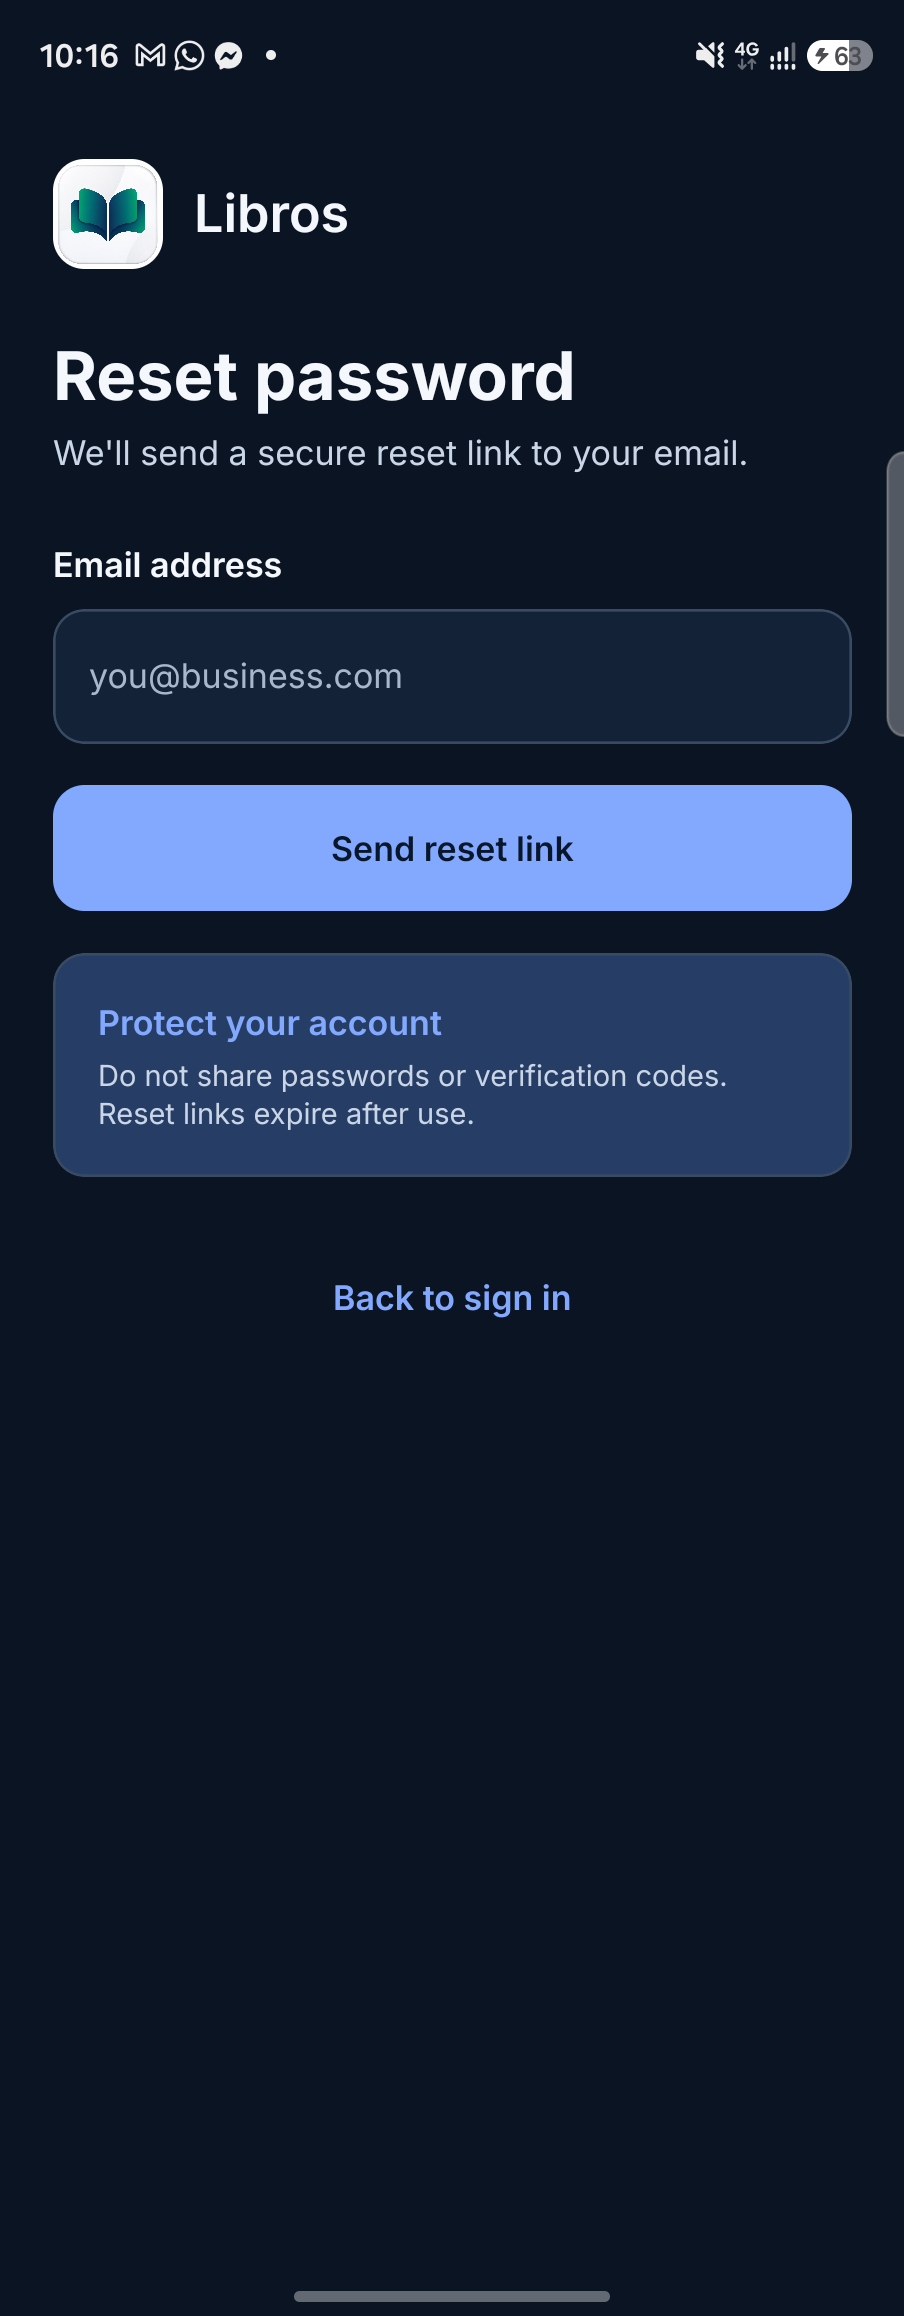 10:16
4G
63
Libros
Reset password
We'll send a secure reset link to your email.
Email address
you@business.com
Send reset link
Protect your account
Do not share passwords or verification codes.
Reset links expire after use.
Back to sign in